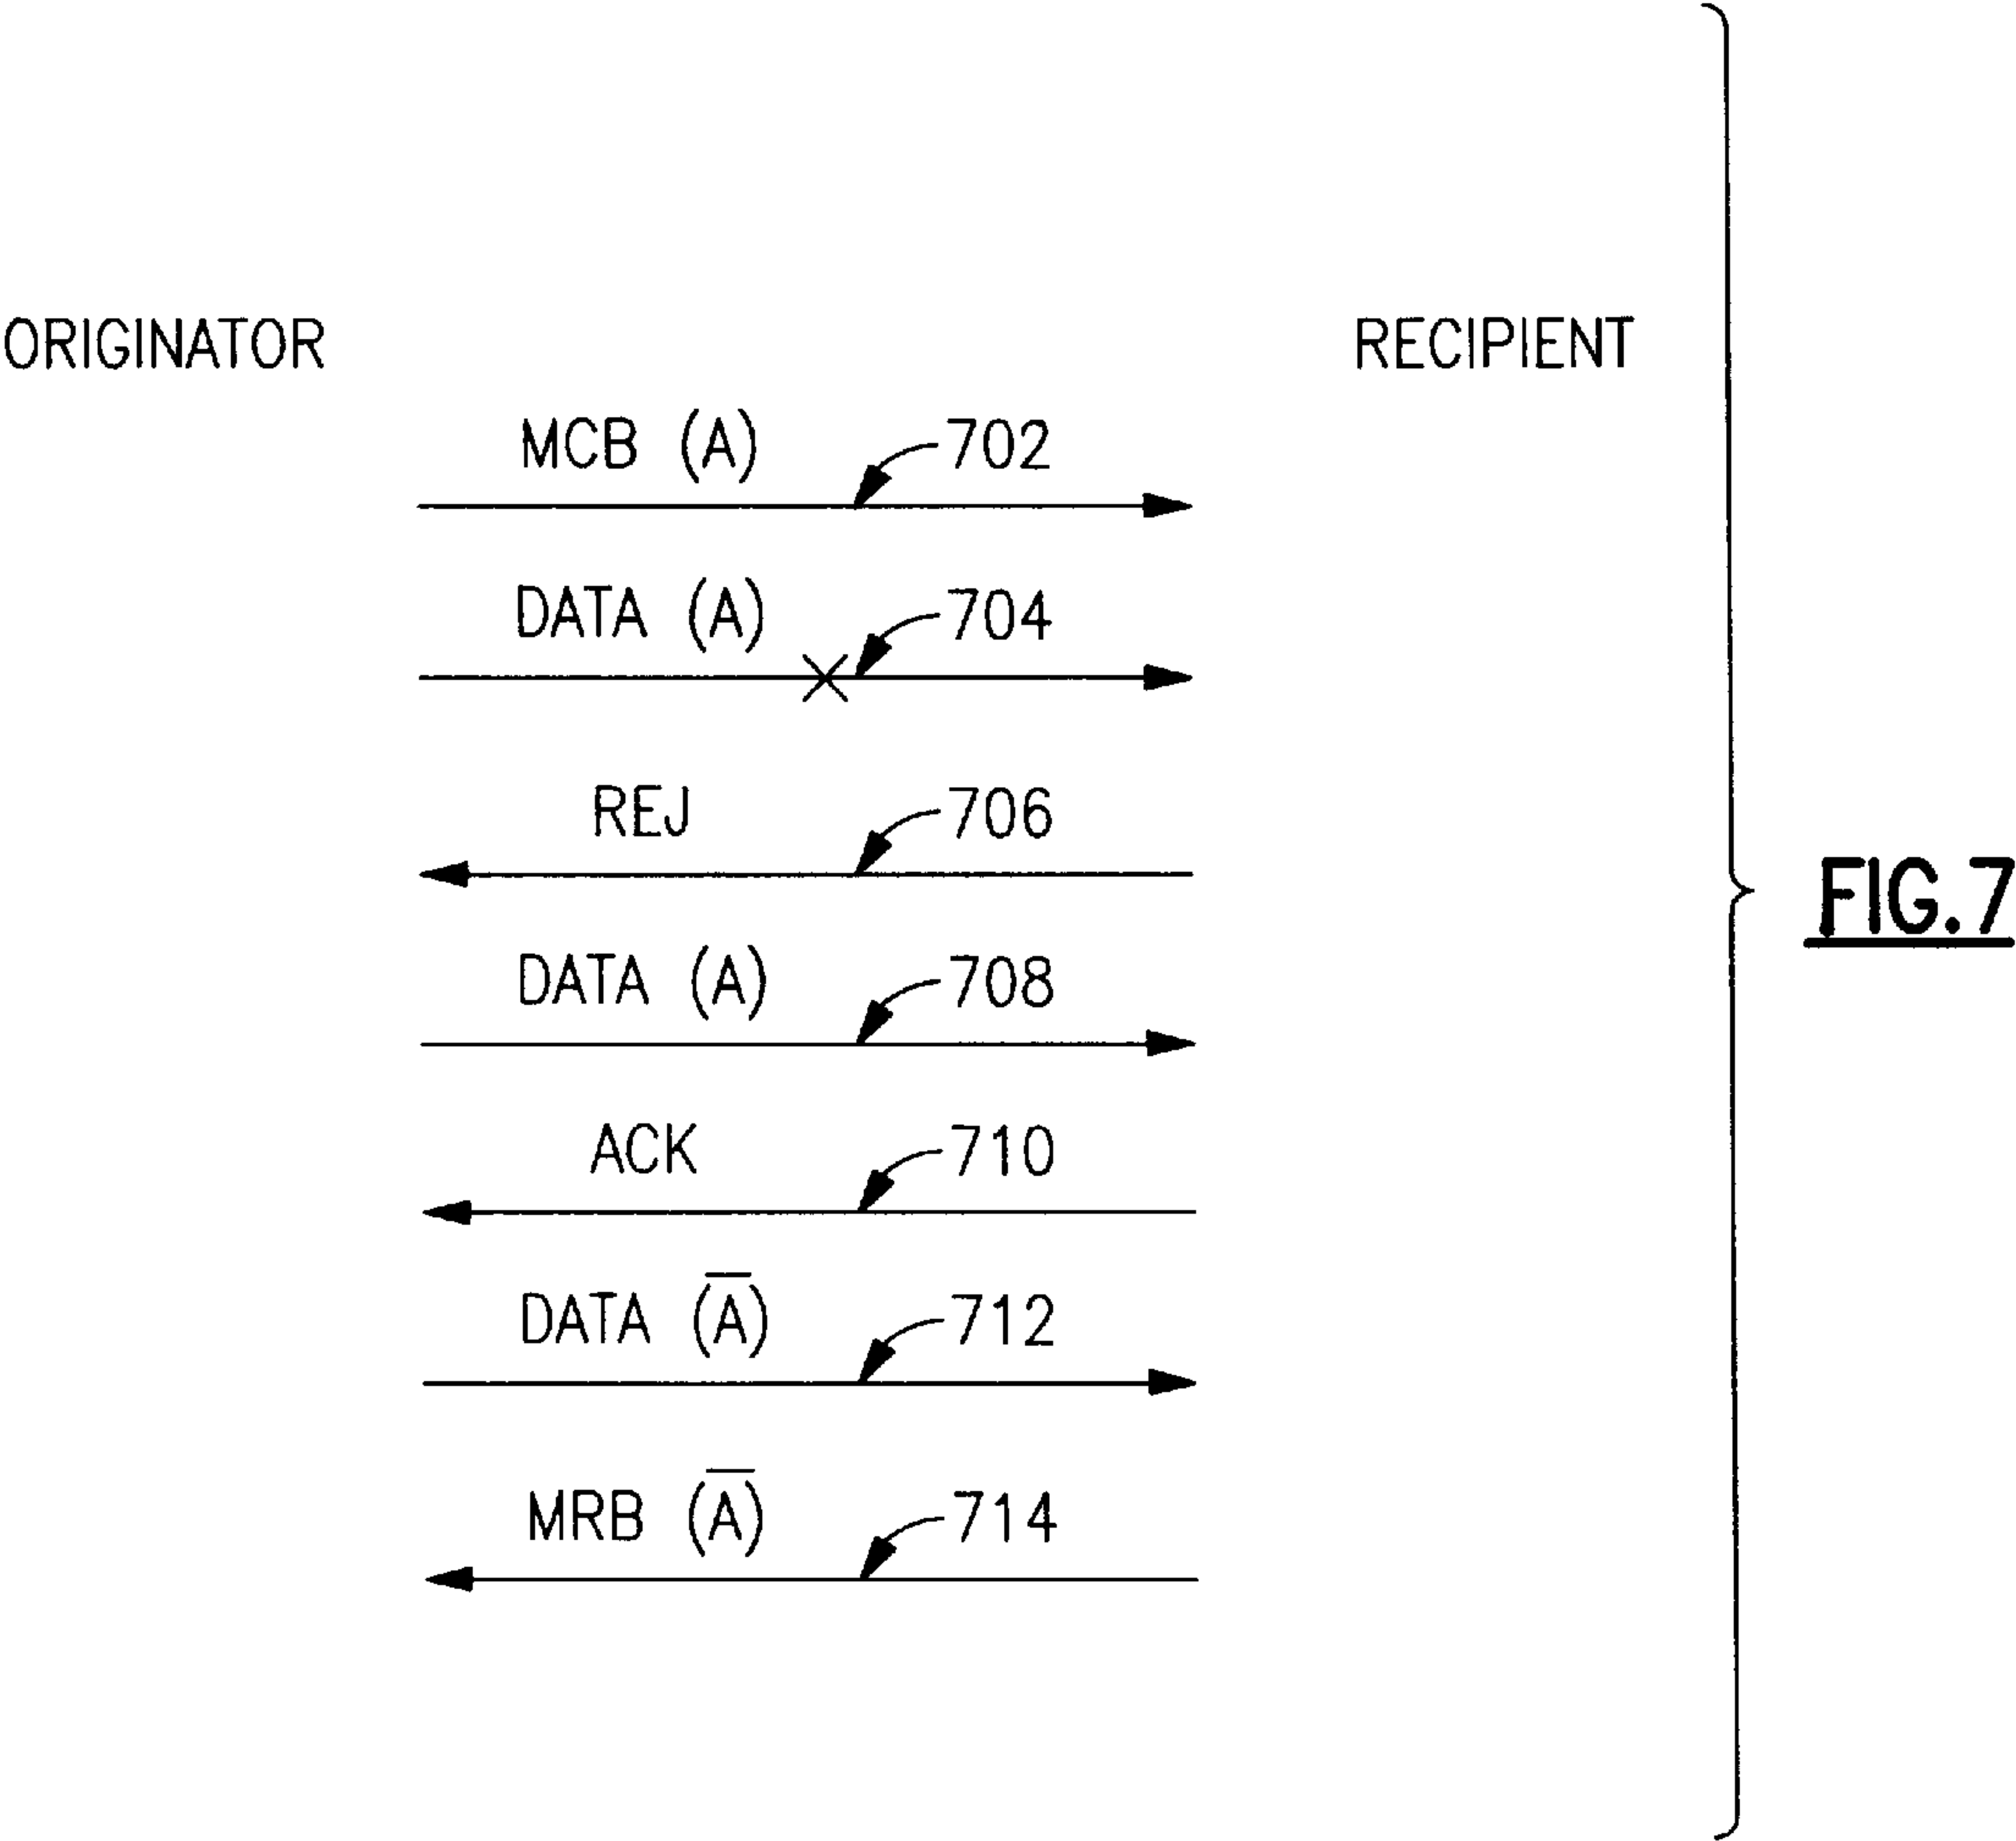 ORIGINATOR RECIPIENT
MCB (A) 702
DATA (A) 704
REJ 706
DATA (A) 708
ACK 710
DATA (A̅) 712
MRB (A̅) 714
FIG.7